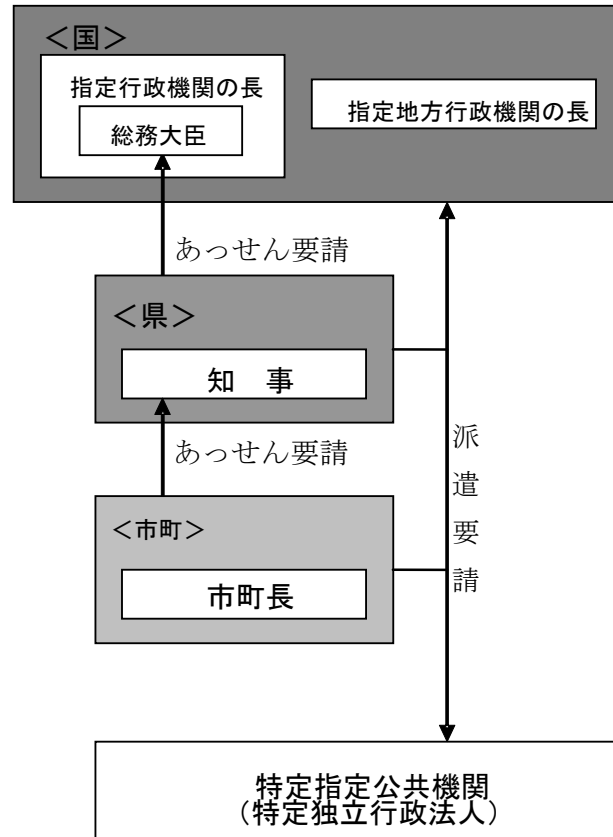 ＜国＞
指定行政機関の長
総務大臣
指定地方行政機関の長
あっせん要請
＜県＞
知　事
あっせん要請
＜市町＞
市町長
派遣要請
特定指定公共機関
（特定独立行政法人）